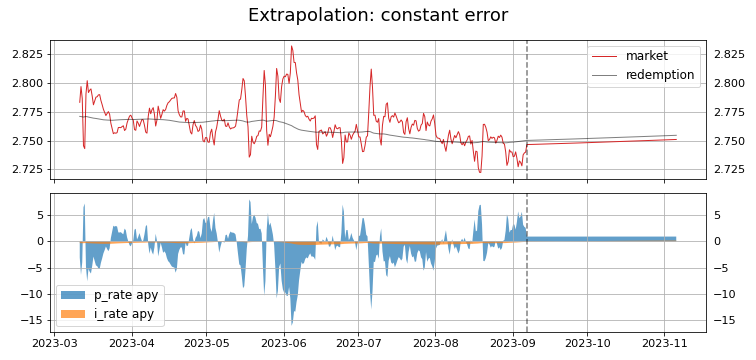 Extrapolation: constant error
2.825 2.825
2.800 2.800
2.775 2.775
2.750 2.750
2.725 2.725
market
redemption
5 5
0 0
−5 −5
−10 −10
−15 −15
p_rate apy
i_rate apy
2023-03 2023-04 2023-05 2023-06 2023-07 2023-08 2023-09 2023-10 2023-11